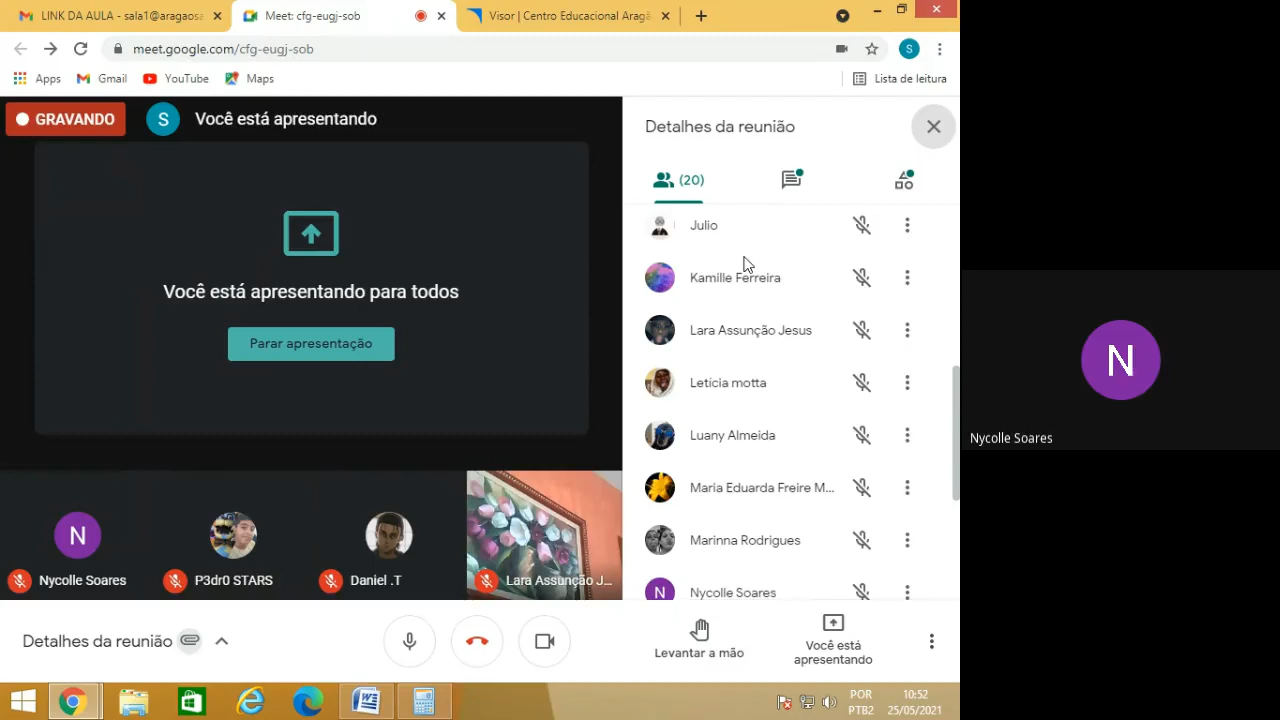 LINK DA AULA - sala1@aragaosa
Meet: cfg-eugj-sob
Visor | Centro Educacional Aragã
meet.google.com/cfg-eugj-sob
S
Apps
Gmail
YouTube
Maps
Lista de leitura
GRAVANDO
S
Você está apresentando
Detalhes da reunião
(20)
Você está apresentando para todos
Parar apresentação
Julio
Kamille Ferreira
Lara Assunção Jesus
Letícia motta
Luany Almeida
Maria Eduarda Freire M...
Marinna Rodrigues
N
Nycolle Soares
N
Nycolle Soares
P3dr0 STARS
Daniel .T
Lara Assunção J...
Detalhes da reunião
Levantar a mão
Você está
apresentando
POR
PTB2
10:52
25/05/2021
N
Nycolle Soares